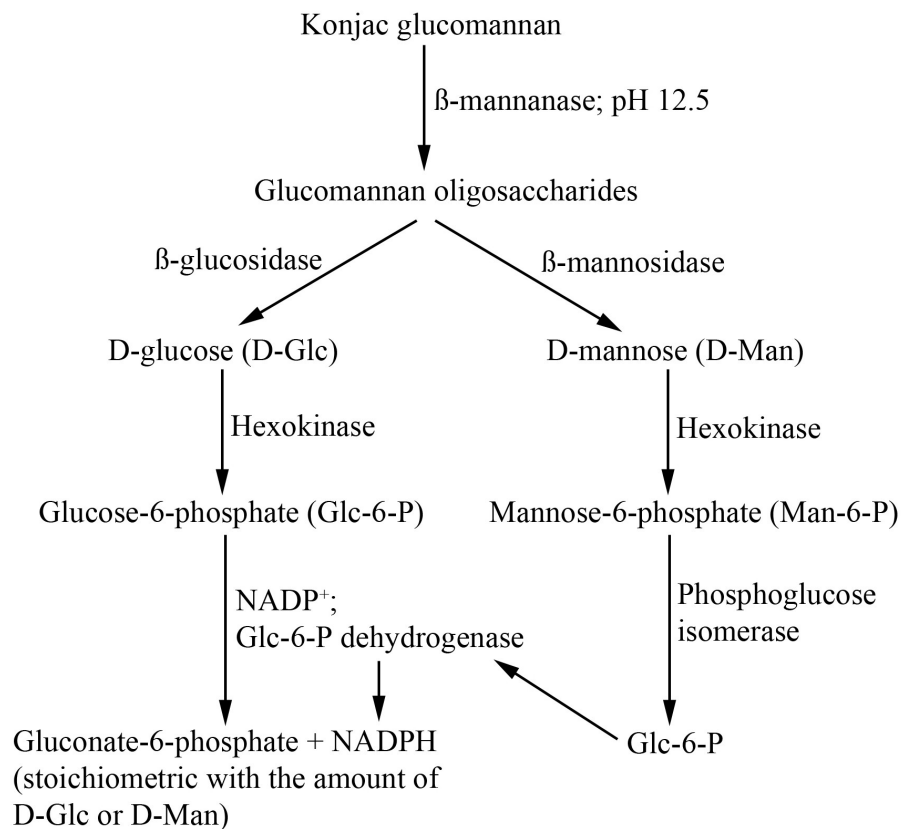 Konjac glucomannan
ß-mannanase; pH 12.5
Glucomannan oligosaccharides
ß-glucosidase
ß-mannosidase
D-glucose (D-Glc)
D-mannose (D-Man)
Hexokinase
Hexokinase
Glucose-6-phosphate (Glc-6-P)
Mannose-6-phosphate (Man-6-P)
NADP⁺;
Glc-6-P dehydrogenase
Phosphoglucose
isomerase
Gluconate-6-phosphate + NADPH
(stoichiometric with the amount of
D-Glc or D-Man)
Glc-6-P